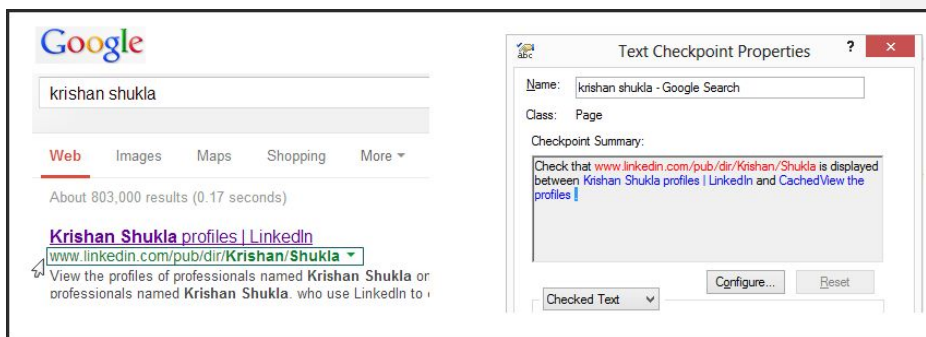 Google
krishan shukla
Web Images Maps Shopping More
About 803,000 results (0.17 seconds)
Krishan Shukla profiles | LinkedIn
www.linkedin.com/pub/dir/Krishan/Shukla
View the profiles of professionals named Krishan Shukla on
professionals named Krishan Shukla. who use LinkedIn to
abc
Text Checkpoint Properties ? ×
Name: krishan shukla - Google Search
Class: Page
Checkpoint Summary:
Check that www.linkedin.com/pub/dir/Krishan/Shukla is displayed
between Krishan Shukla profiles | LinkedIn and CachedView the
profiles
Configure... Reset
Checked Text